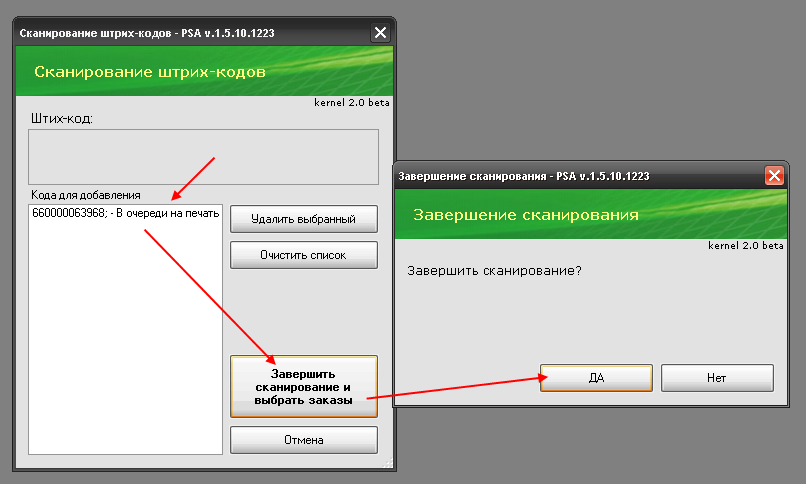 Сканирование штрих-кодов - PSA v.1.5.10.1223
Сканирование штрих-кодов
kernel 2.0 beta
Штих-код:
Кода для добавления
660000063968; - В очереди на печать
Удалить выбранный
Очистить список
Завершить
сканирование и
выбрать заказы
Отмена
Завершение сканирования - PSA v.1.5.10.1223
Завершение сканирования
kernel 2.0 beta
Завершить сканирование?
ДА
Нет